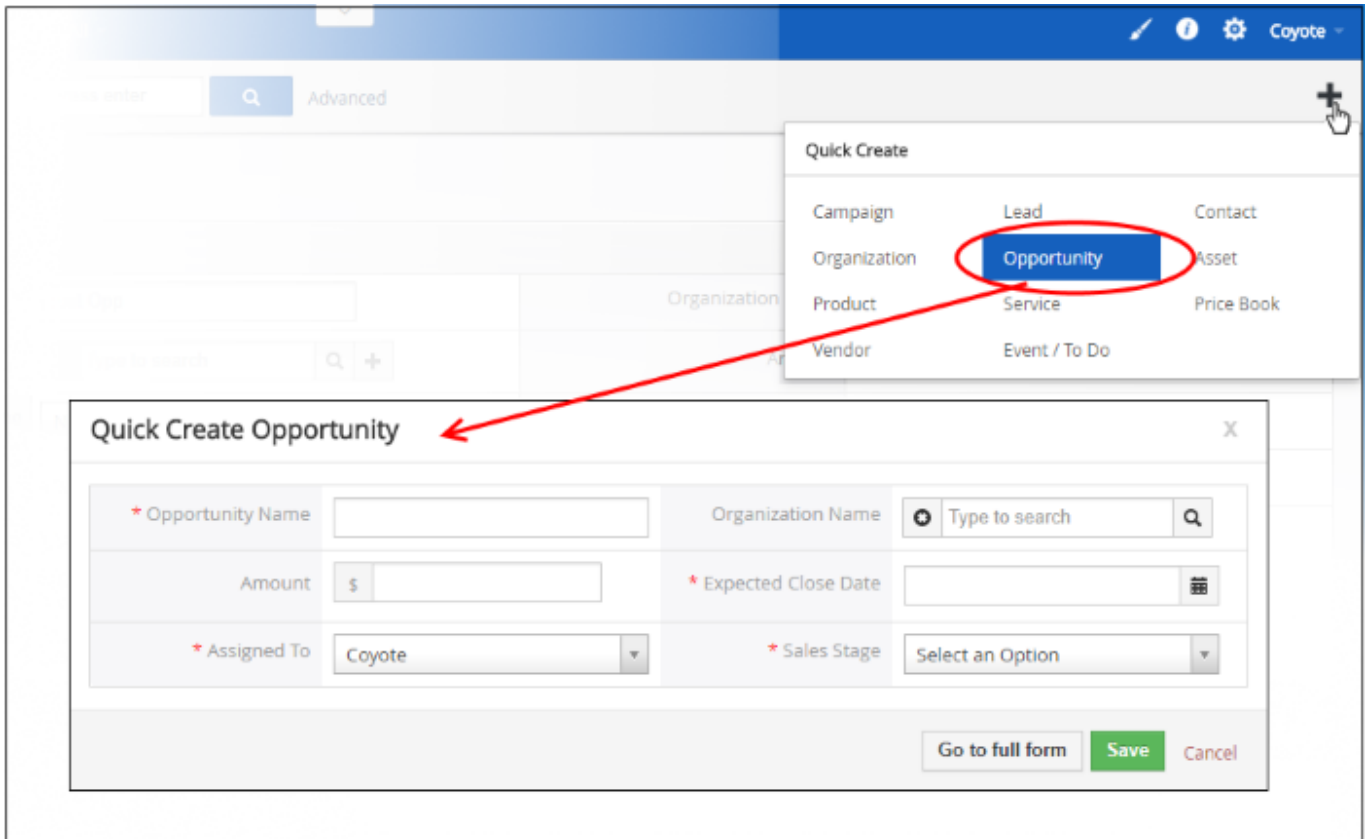 Coyote
Advanced
Quick Create
Campaign Lead Contact
Organization Opportunity Asset
Organization
Product Service Price Book
Vendor Event / To Do
Quick Create Opportunity X
* Opportunity Name Organization Name Type to search
Amount $ * Expected Close Date
* Assigned To Coyote * Sales Stage Select an Option
Go to full form Save Cancel